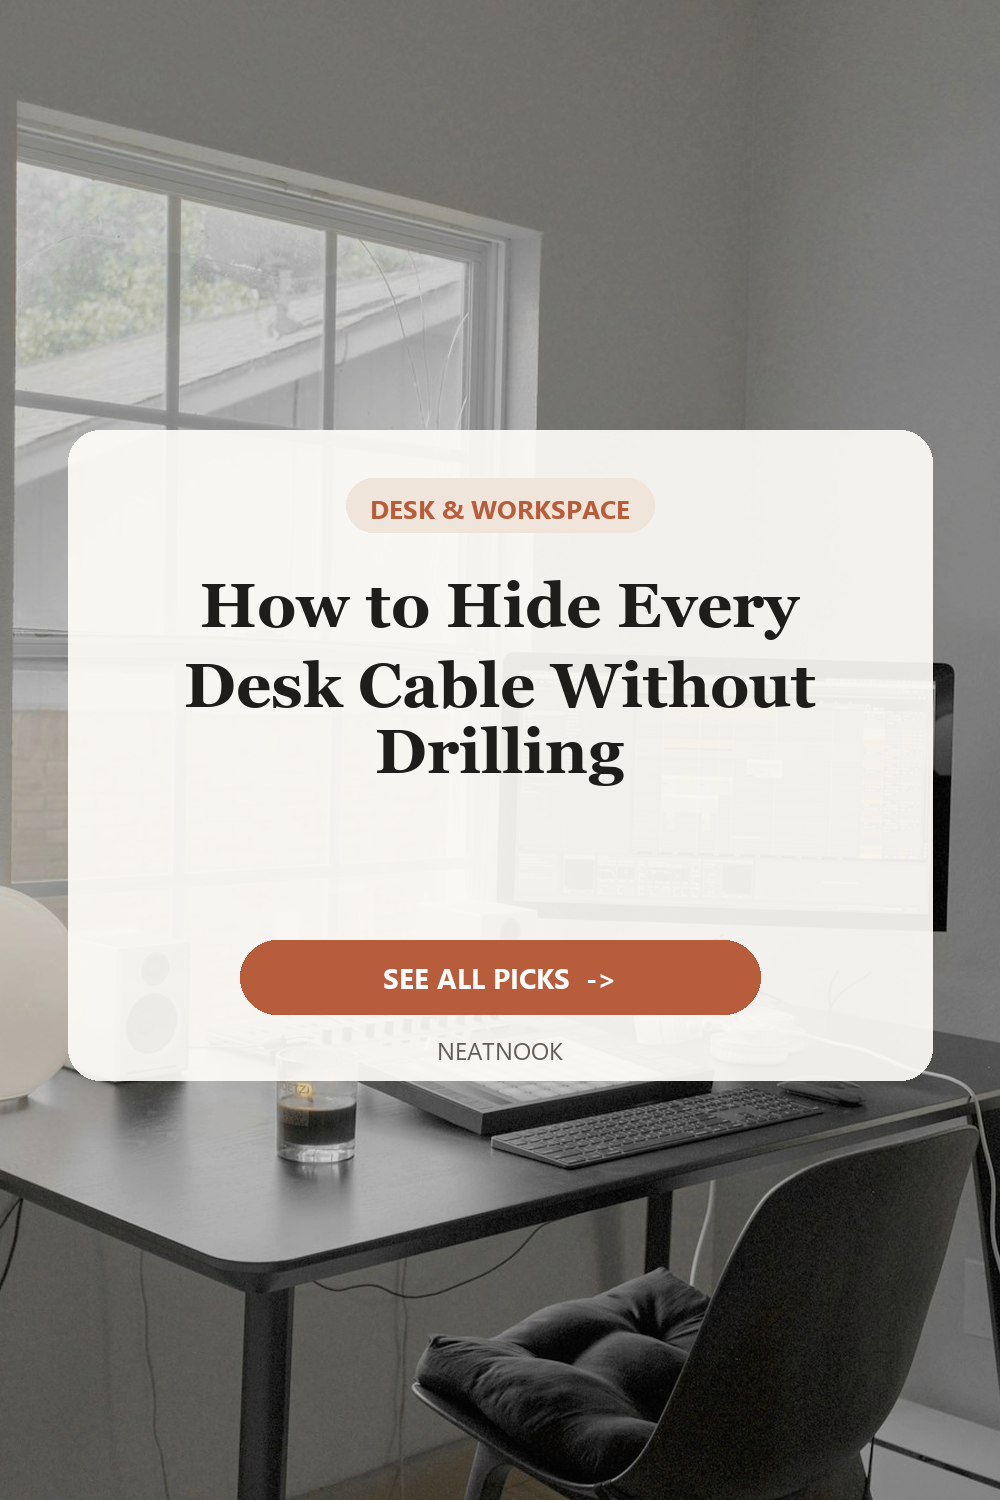 DESK & WORKSPACE
How to Hide Every
Desk Cable Without
Drilling
SEE ALL PICKS ->
NEATNOOK